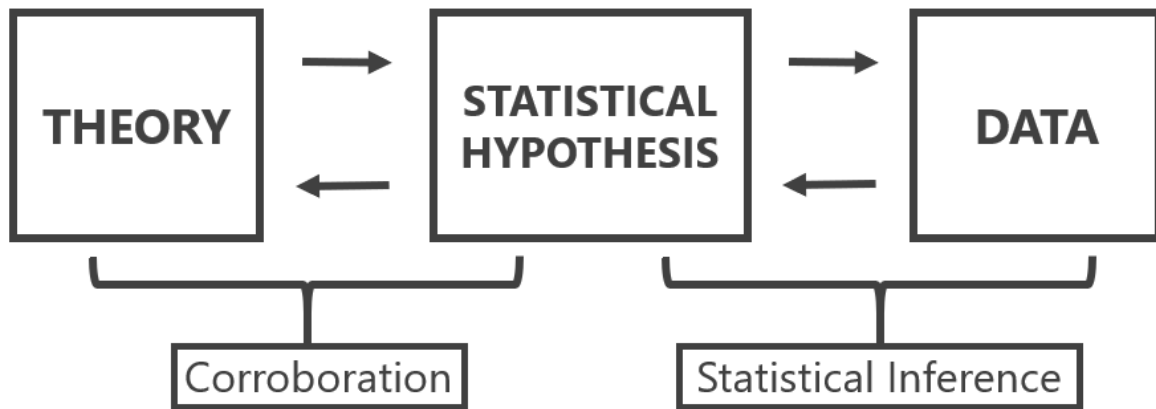 THEORY
STATISTICAL
HYPOTHESIS
DATA
Corroboration
Statistical Inference